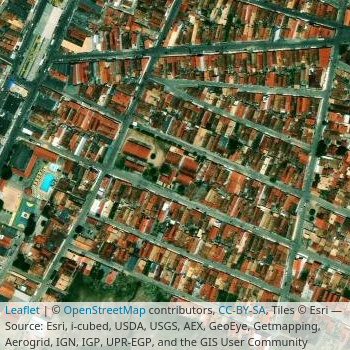 Leaflet | © OpenStreetMap contributors, CC-BY-SA, Tiles © Esri —
Source: Esri, i-cubed, USDA, USGS, AEX, GeoEye, Getmapping,
Aerogrid, IGN, IGP, UPR-EGP, and the GIS User Community